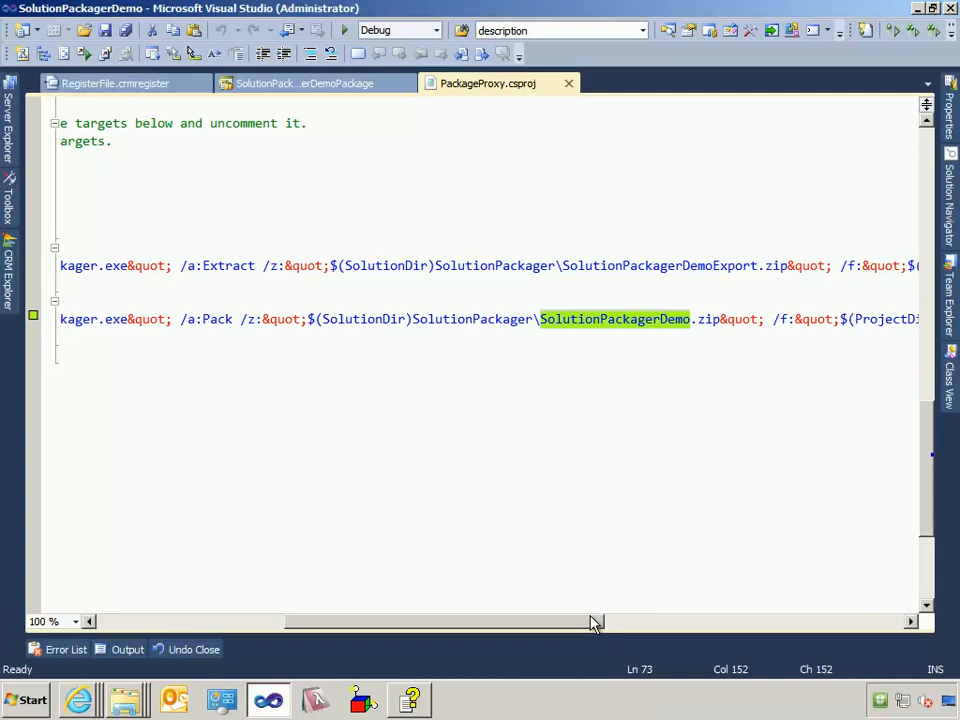 SolutionPackagerDemo - Microsoft Visual Studio (Administrator)
Debug
description
RegisterFile.crmregister
SolutionPack...erDemoPackage
PackageProxy.csproj
Server Explorer
Toolbox
CRM Explorer
Properties
Solution Navigator
Team Explorer
Class View
e targets below and uncomment it.
argets.
kager.exe&quot; /a:Extract /z:&quot;$(SolutionDir)SolutionPackager\SolutionPackagerDemoExport.zip&quot; /f:&quot;$(
kager.exe&quot; /a:Pack /z:&quot;$(SolutionDir)SolutionPackager\SolutionPackagerDemo.zip&quot; /f:&quot;$(ProjectDi
100 %
Error List
Output
Undo Close
Ready
Ln 73
Col 152
Ch 152
INS
Start